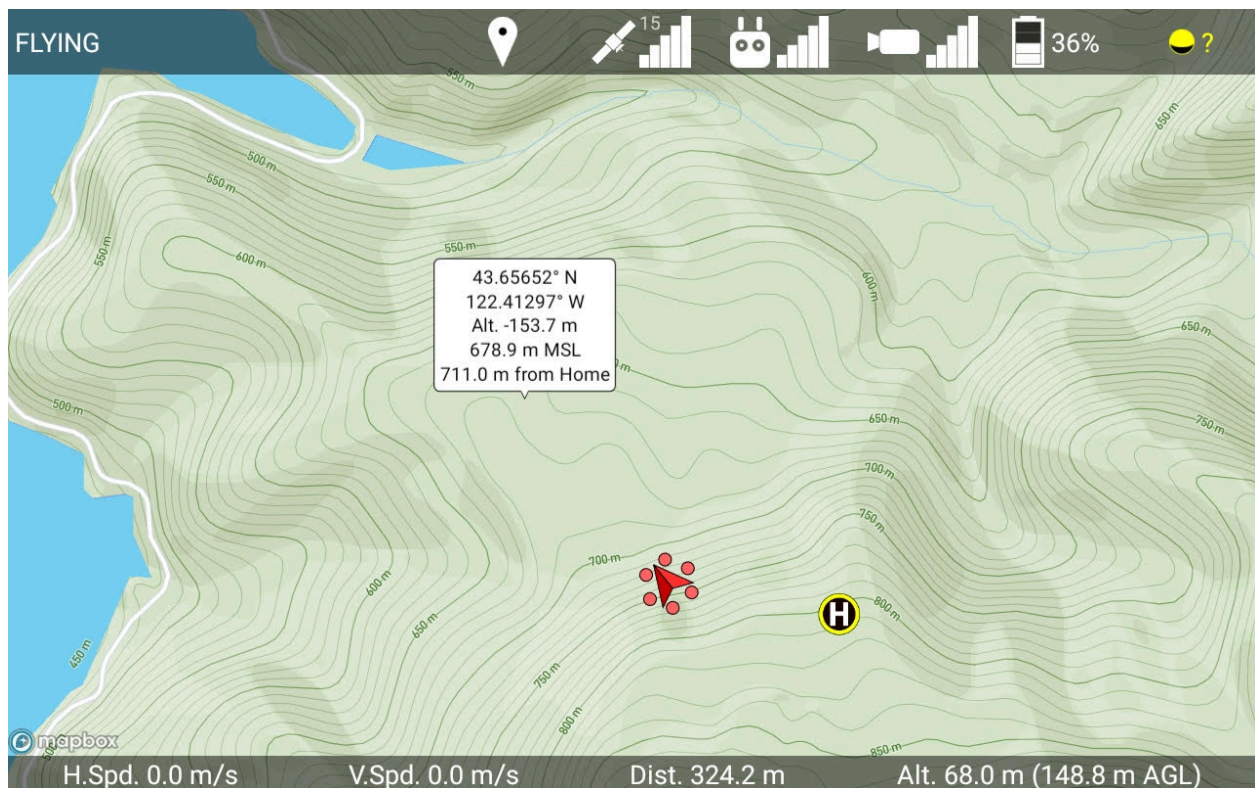 FLYING
15
36%
?
550 m
650 m
500 m
550 m
550 m
600 m
550 m
600 m
43.65652° N
122.41297° W
Alt. -153.7 m
678.9 m MSL
711.0 m from Home
650 m
500 m
650 m
750 m
700 m
750 m
700 m
600 m
H
800 m
650 m
450 m
750 m
800 m
mapbox
850 m
H.Spd. 0.0 m/s
V.Spd. 0.0 m/s
Dist. 324.2 m
Alt. 68.0 m (148.8 m AGL)